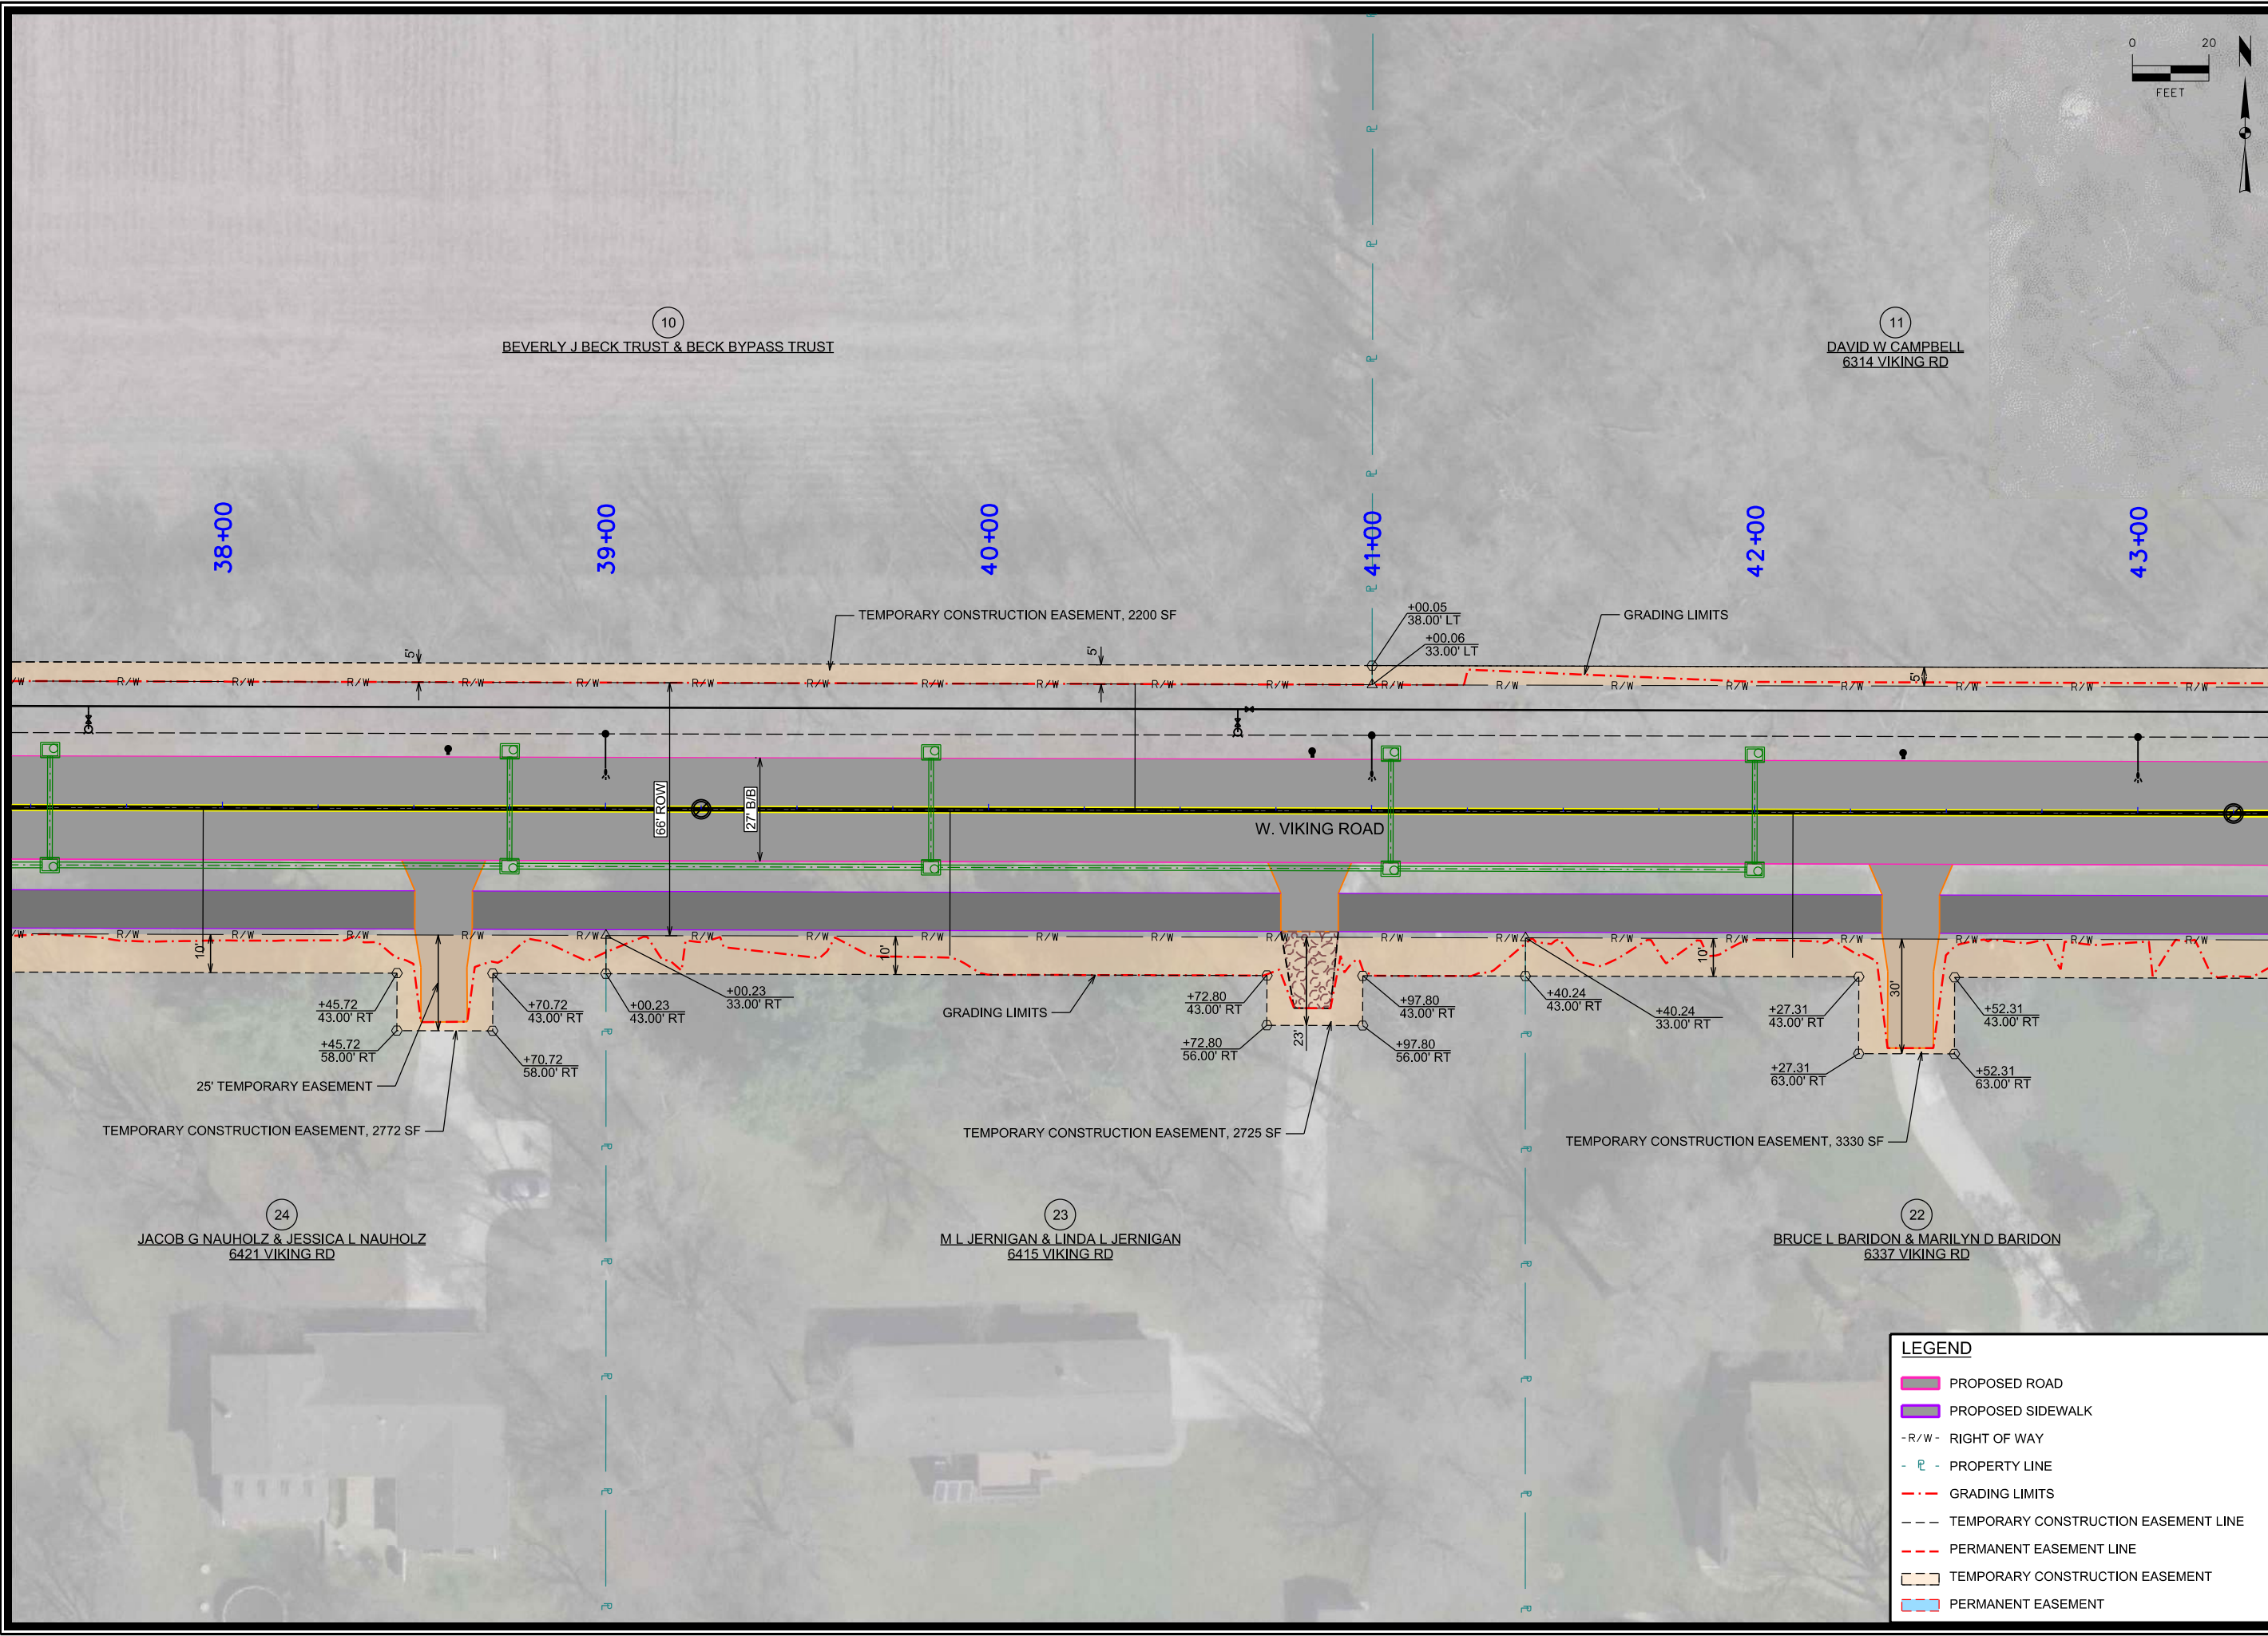 0 20
N
FEET
10
BEVERLY J BECK TRUST & BECK BYPASS TRUST
11
DAVID W CAMPBELL
6314 VIKING RD
38+00
39+00
40+00
41+00
42+00
43+00
TEMPORARY CONSTRUCTION EASEMENT, 2200 SF
+00.05
38.00' LT
+00.06
33.00' LT
GRADING LIMITS
5'
5'
5'
R/W R/W R/W R/W R/W R/W R/W R/W R/W R/W R/W R/W R/W R/W R/W R/W R/W R/W R/W R/W
66' ROW
27' B/B
W. VIKING ROAD
R/W R/W R/W R/W R/W R/W R/W R/W R/W R/W R/W R/W R/W R/W R/W R/W R/W R/W R/W R/W
10'
10'
10'
+45.72
43.00' RT
+70.72
43.00' RT
+00.23
43.00' RT
+00.23
33.00' RT
GRADING LIMITS
+72.80
43.00' RT
+97.80
43.00' RT
+40.24
43.00' RT
+40.24
33.00' RT
+27.31
43.00' RT
30'
+52.31
43.00' RT
+45.72
58.00' RT
+70.72
58.00' RT
+72.80
56.00' RT
23'
+97.80
56.00' RT
+27.31
63.00' RT
+52.31
63.00' RT
25' TEMPORARY EASEMENT
TEMPORARY CONSTRUCTION EASEMENT, 2772 SF
TEMPORARY CONSTRUCTION EASEMENT, 2725 SF
TEMPORARY CONSTRUCTION EASEMENT, 3330 SF
24
JACOB G NAUHOLZ & JESSICA L NAUHOLZ
6421 VIKING RD
23
M L JERNIGAN & LINDA L JERNIGAN
6415 VIKING RD
22
BRUCE L BARIDON & MARILYN D BARIDON
6337 VIKING RD
LEGEND
PROPOSED ROAD
PROPOSED SIDEWALK
-R/W- RIGHT OF WAY
- PL - PROPERTY LINE
GRADING LIMITS
TEMPORARY CONSTRUCTION EASEMENT LINE
PERMANENT EASEMENT LINE
TEMPORARY CONSTRUCTION EASEMENT
PERMANENT EASEMENT